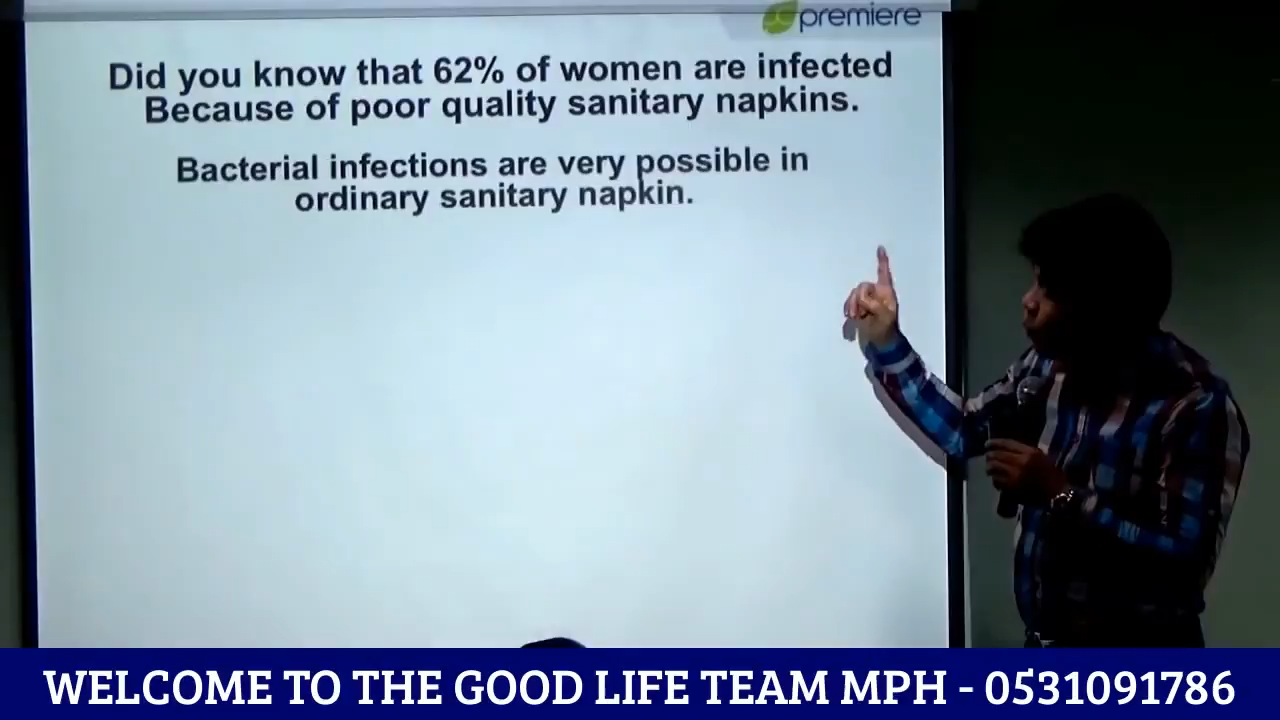 premiere
Did you know that 62% of women are infected
Because of poor quality sanitary napkins.
Bacterial infections are very possible in
ordinary sanitary napkin.
WELCOME TO THE GOOD LIFE TEAM MPH - 0531091786